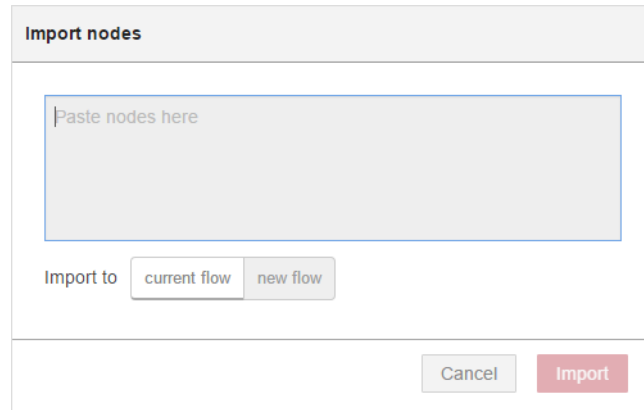 Import nodes
Paste nodes here
Import to current flow new flow
Cancel Import